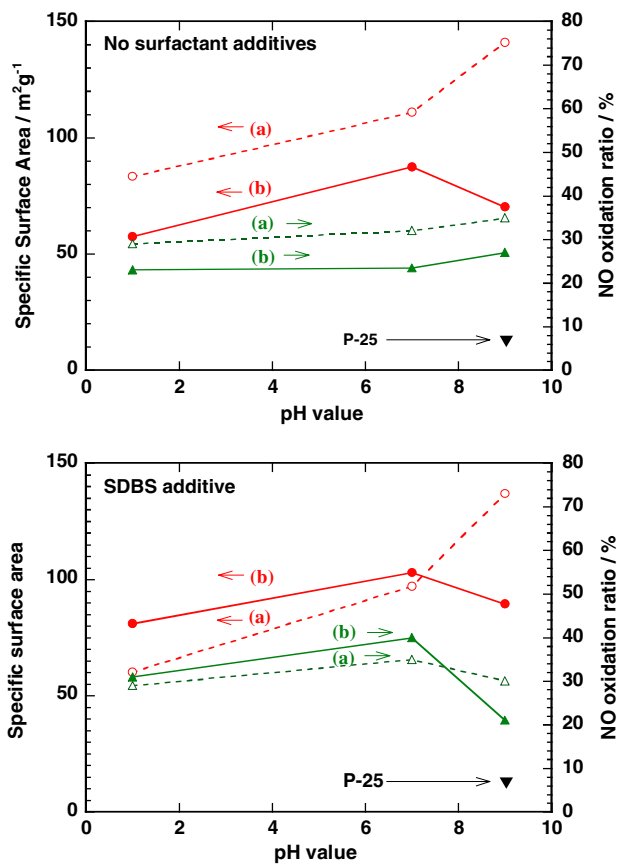 No surfactant additives
Specific Surface Area / m²g⁻¹
150
100
50
0
(a)
(b)
(a)
(b)
P-25
80
70
60
50
40
30
20
10
0
NO oxidation ratio / %
0 2 4 6 8 10
pH value
SDBS additive
Specific surface area
150
100
50
0
(b)
(a)
(b)
(a)
P-25
80
70
60
50
40
30
20
10
0
NO oxidation ratio / %
0 2 4 6 8 10
pH value